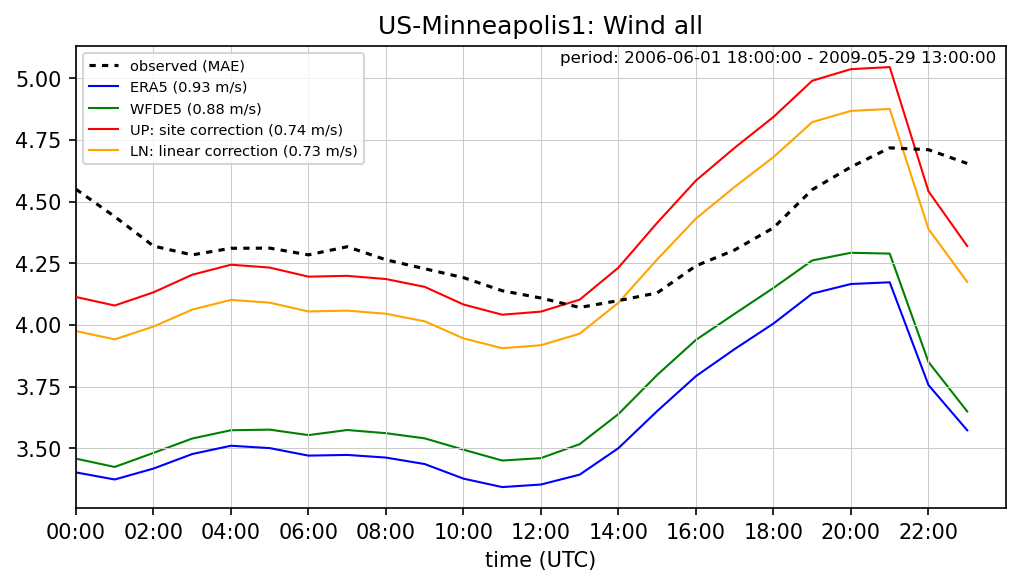 US-Minneapolis1: Wind all
period: 2006-06-01 18:00:00 - 2009-05-29 13:00:00
observed (MAE)
ERA5 (0.93 m/s)
WFDE5 (0.88 m/s)
UP: site correction (0.74 m/s)
LN: linear correction (0.73 m/s)
5.00
4.75
4.50
4.25
4.00
3.75
3.50
00:00 02:00 04:00 06:00 08:00 10:00 12:00 14:00 16:00 18:00 20:00 22:00
time (UTC)